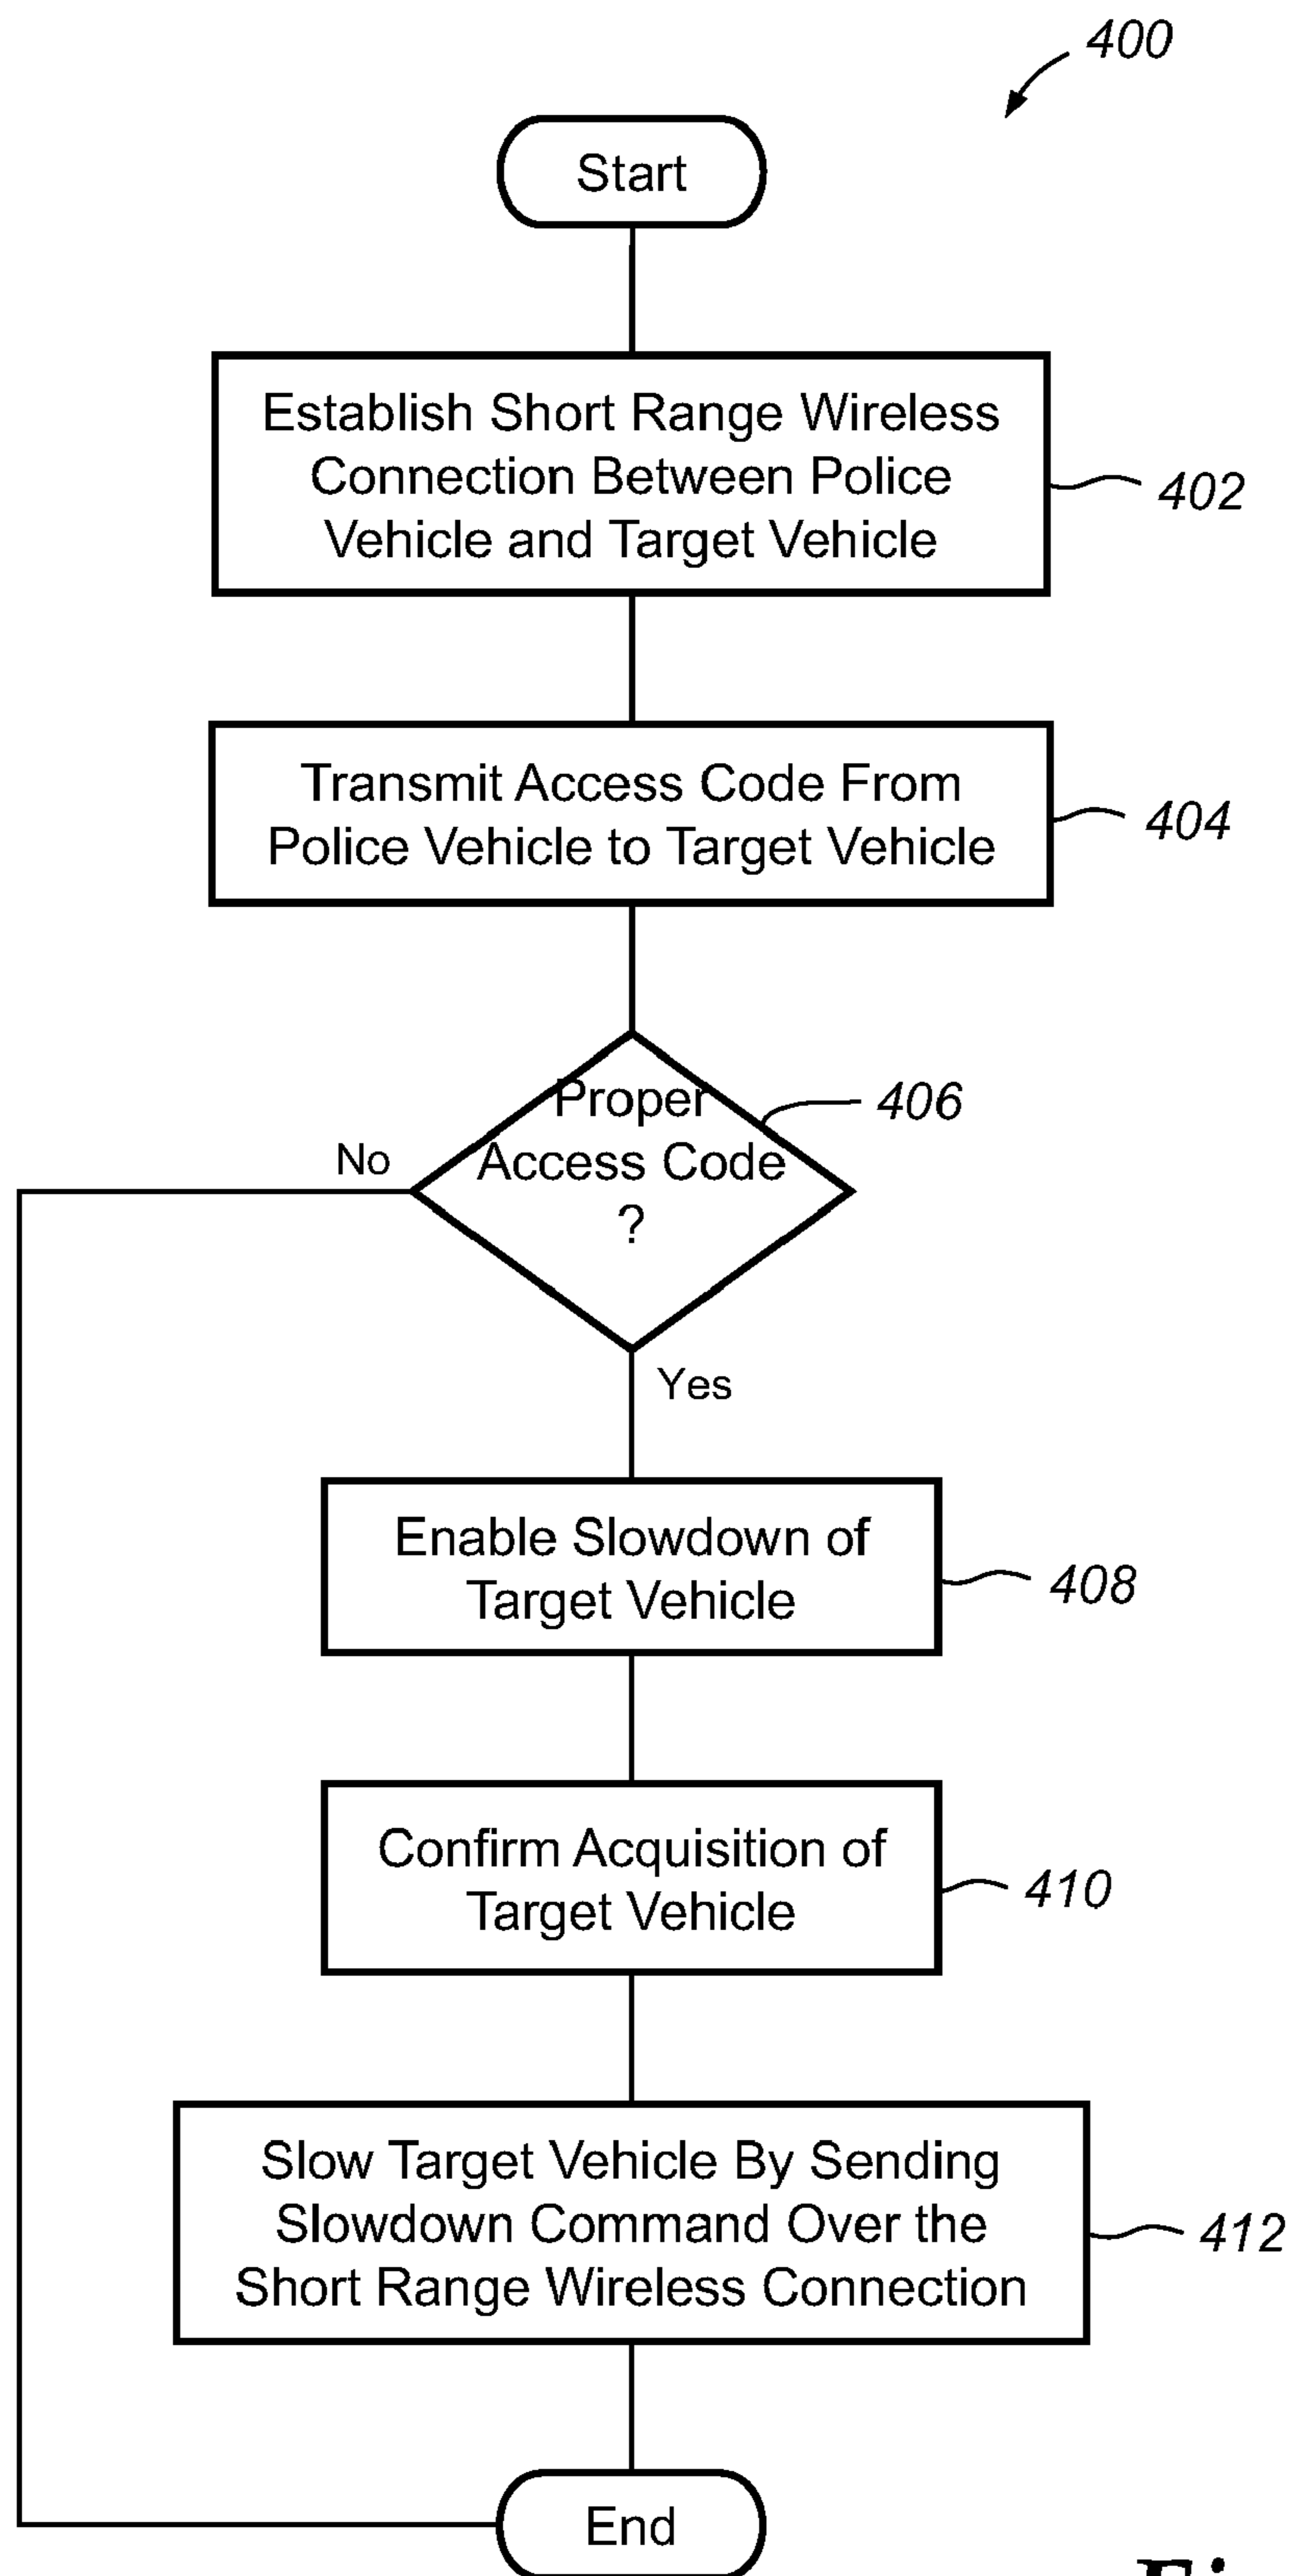 400
Start
Establish Short Range Wireless
Connection Between Police
Vehicle and Target Vehicle
402
Transmit Access Code From
Police Vehicle to Target Vehicle
404
Proper
Access Code
?
406
No
Yes
Enable Slowdown of
Target Vehicle
408
Confirm Acquisition of
Target Vehicle
410
Slow Target Vehicle By Sending
Slowdown Command Over the
Short Range Wireless Connection
412
End